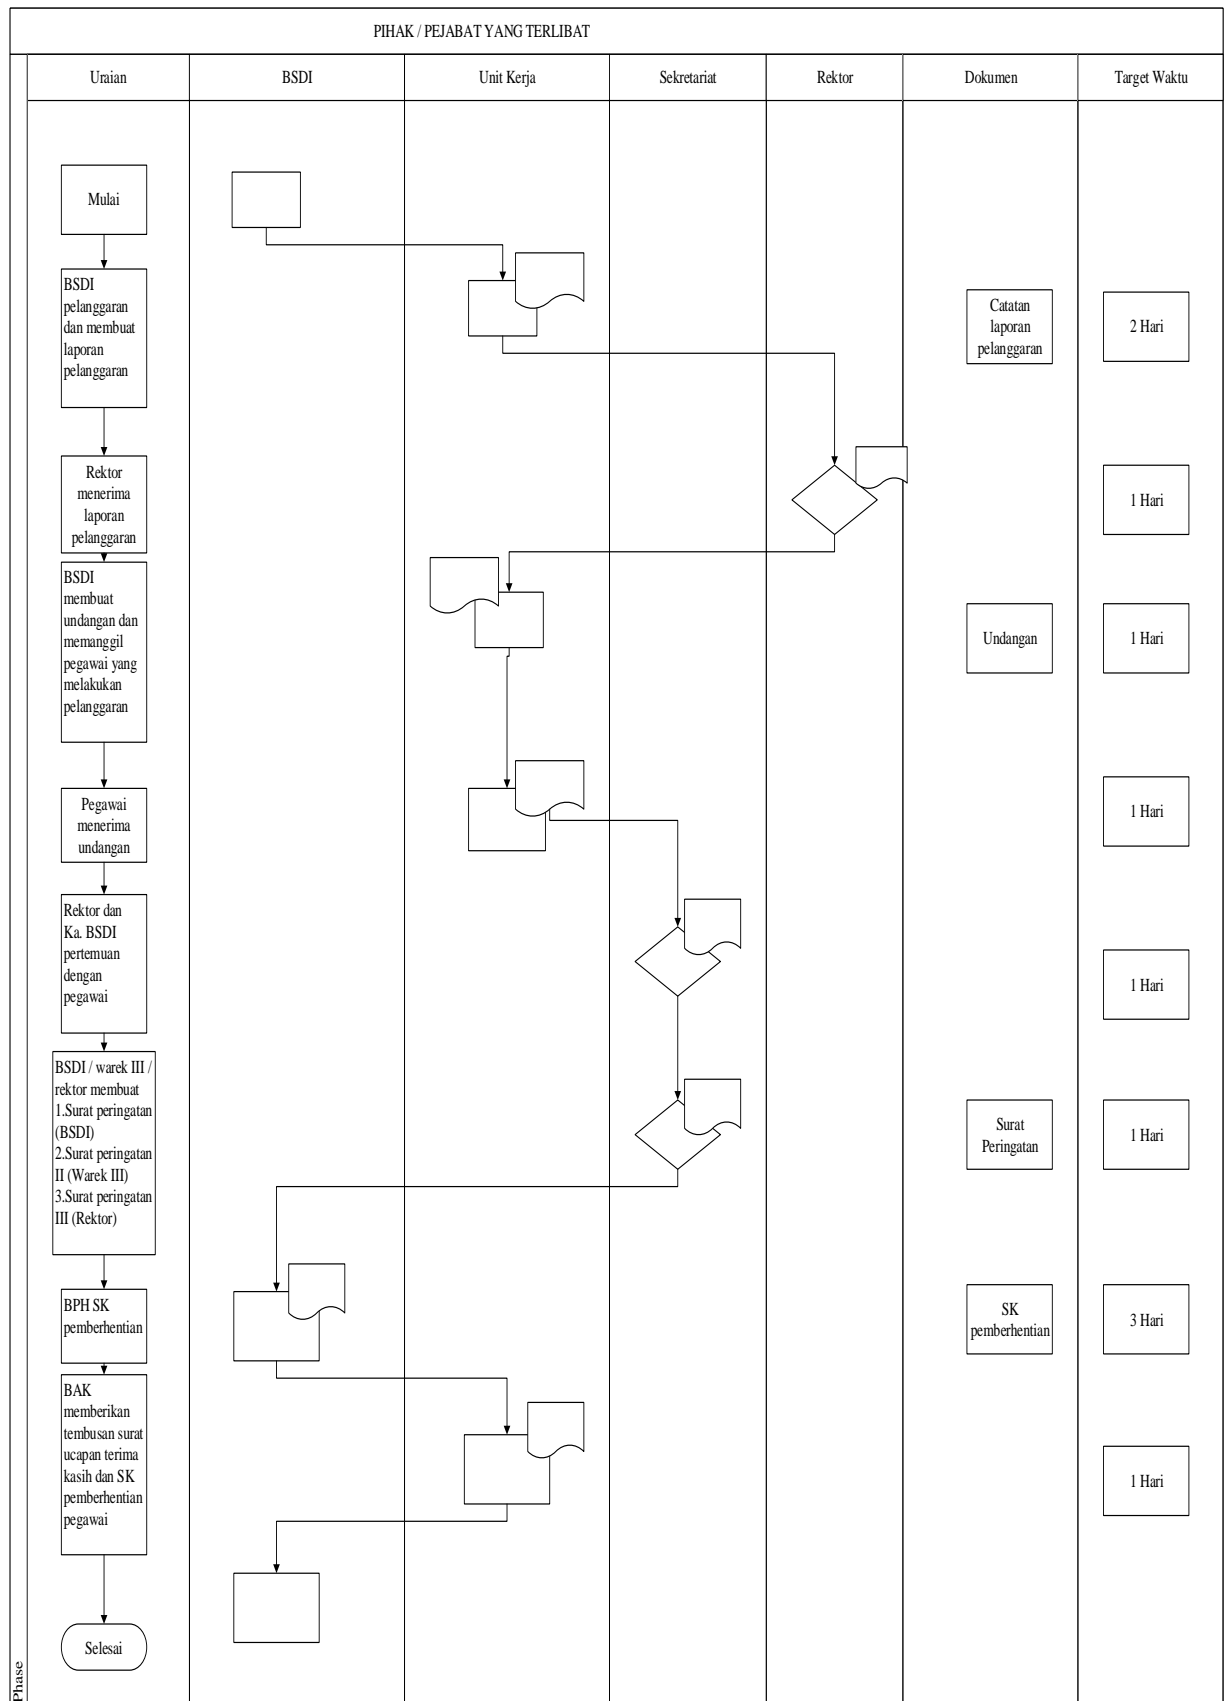 PIHAK / PEJABAT YANG TERLIBAT
Uraian
BSDI
Unit Kerja
Sekretariat
Rektor
Dokumen
Target Waktu
Mulai
BSDI
pelanggaran
dan membuat
laporan
pelanggaran
Catatan
laporan
pelanggaran
2 Hari
Rektor
menerima
laporan
pelanggaran
1 Hari
BSDI
membuat
undangan dan
memanggil
pegawai yang
melakukan
pelanggaran
Undangan
1 Hari
Pegawai
menerima
undangan
1 Hari
Rektor dan
Ka. BSDI
pertemuan
dengan
pegawai
1 Hari
BSDI / warek III /
rektor membuat
1.Surat peringatan
(BSDI)
2.Surat peringatan
II (Warek III)
3.Surat peringatan
III (Rektor)
Surat
Peringatan
1 Hari
BPH SK
pemberhentian
SK
pemberhentian
3 Hari
BAK
memberikan
tembusan surat
ucapan terima
kasih dan SK
pemberhentian
pegawai
1 Hari
Selesai
Phase